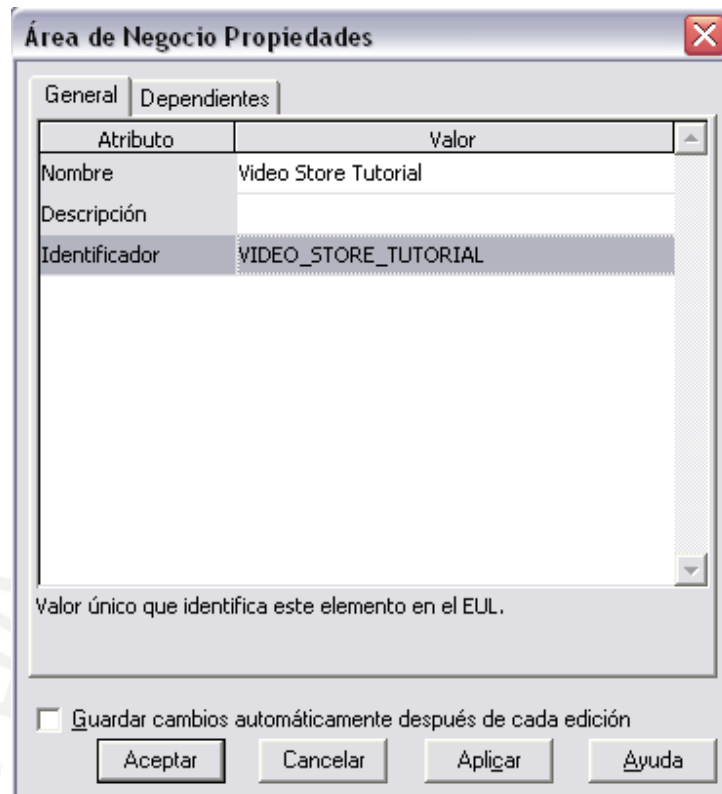 Área de Negocio Propiedades
General Dependientes
Atributo Valor
Nombre Video Store Tutorial
Descripción
Identificador VIDEO_STORE_TUTORIAL
Valor único que identifica este elemento en el EUL.
Guardar cambios automáticamente después de cada edición
Aceptar Cancelar Aplicar Ayuda